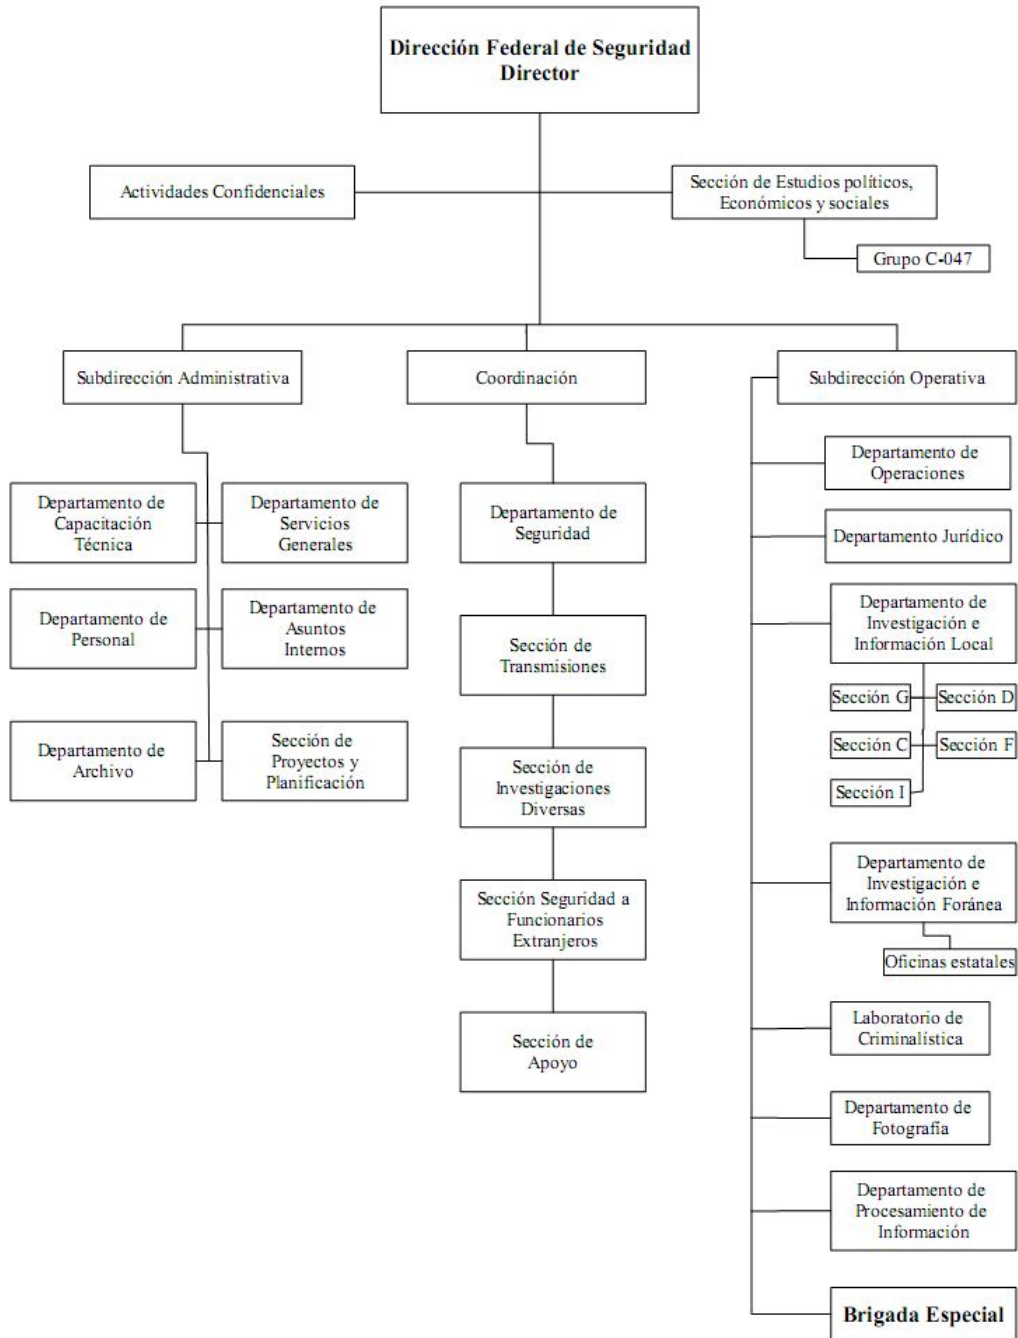 Dirección Federal de Seguridad
Director
Actividades Confidenciales
Sección de Estudios políticos,
Económicos y sociales
Grupo C-047
Subdirección Administrativa
Departamento de
Capacitación
Técnica
Departamento de
Servicios
Generales
Departamento de
Personal
Departamento de
Asuntos
Internos
Departamento de
Archivo
Sección de
Proyectos y
Planificación
Coordinación
Departamento de
Seguridad
Sección de
Transmisiones
Sección de
Investigaciones
Diversas
Sección Seguridad a
Funcionarios
Extranjeros
Sección de
Apoyo
Subdirección Operativa
Departamento de
Operaciones
Departamento Jurídico
Departamento de
Investigación e
Información Local
Sección G
Sección D
Sección C
Sección F
Sección I
Departamento de
Investigación e
Información Foránea
Oficinas estatales
Laboratorio de
Criminalística
Departamento de
Fotografía
Departamento de
Procesamiento de
Información
Brigada Especial